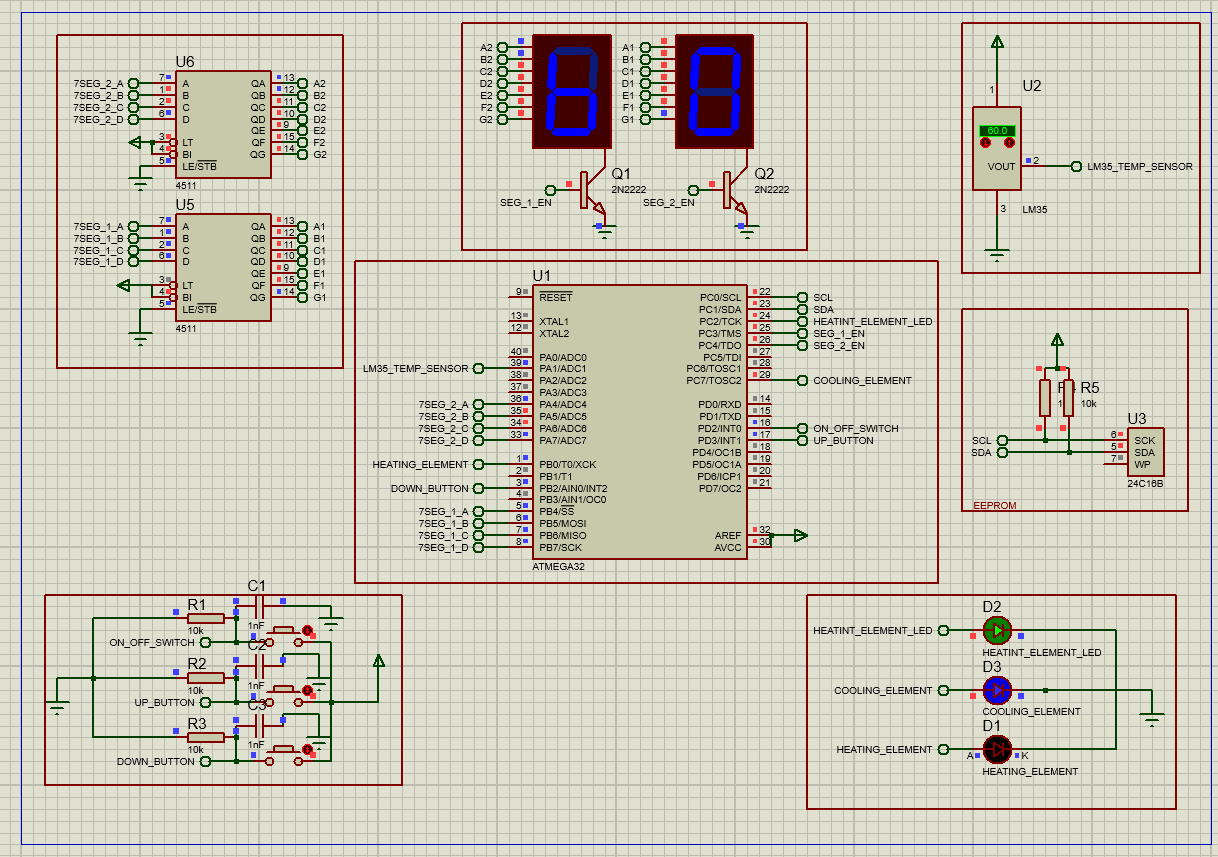 U6
7SEG_2_A 7 A QA 13 A2
7SEG_2_B 1 B QB 12 B2
7SEG_2_C 2 C QC 11 C2
7SEG_2_D 6 D QD 10 D2
QE 9 E2
3 LT QF 15 F2
4 BI QG 14 G2
5 LE/STB
4511
U5
7SEG_1_A 7 A QA 13 A1
7SEG_1_B 1 B QB 12 B1
7SEG_1_C 2 C QC 11 C1
7SEG_1_D 6 D QD 10 D1
QE 9 E1
3 LT QF 15 F1
4 BI QG 14 G1
5 LE/STB
4511
A2 A1
B2 B1
C2 C1
D2 D1
E2 E1
F2 F1
G2 G1
Q1 Q2
2N2222 2N2222
SEG_1_EN SEG_2_EN
U2
1
60.0
VOUT 2 LM35_TEMP_SENSOR
3 LM35
U1
9 RESET PC0/SCL 22 SCL
PC1/SDA 23 SDA
13 XTAL1 PC2/TCK 24 HEATINT_ELEMENT_LED
12 XTAL2 PC3/TMS 25 SEG_1_EN
PC4/TDO 26 SEG_2_EN
40 PA0/ADC0 PC5/TDI 27
LM35_TEMP_SENSOR 39 PA1/ADC1 PC6/TOSC1 28
38 PA2/ADC2 PC7/TOSC2 29 COOLING_ELEMENT
37 PA3/ADC3
7SEG_2_A 36 PA4/ADC4 PD0/RXD 14
7SEG_2_B 35 PA5/ADC5 PD1/TXD 15
7SEG_2_C 34 PA6/ADC6 PD2/INT0 16 ON_OFF_SWITCH
7SEG_2_D 33 PA7/ADC7 PD3/INT1 17 UP_BUTTON
PD4/OC1B 18
HEATING_ELEMENT 1 PB0/T0/XCK PD5/OC1A 19
2 PB1/T1 PD6/ICP1 20
DOWN_BUTTON 3 PB2/AIN0/INT2 PD7/OC2 21
4 PB3/AIN1/OC0
7SEG_1_A 5 PB4/SS
7SEG_1_B 6 PB5/MOSI
7SEG_1_C 7 PB6/MISO AREF 32
7SEG_1_D 8 PB7/SCK AVCC 30
ATMEGA32
R5
10k
U3
SCL 6 SCK
SDA 5 SDA
7 WP
24C16B
EEPROM
C1
R1
10k 1nF
ON_OFF_SWITCH
C2
R2
10k 1nF
UP_BUTTON
C3
R3
10k 1nF
DOWN_BUTTON
D2
HEATINT_ELEMENT_LED
HEATINT_ELEMENT_LED
D3
COOLING_ELEMENT
COOLING_ELEMENT
D1
HEATING_ELEMENT A K
HEATING_ELEMENT